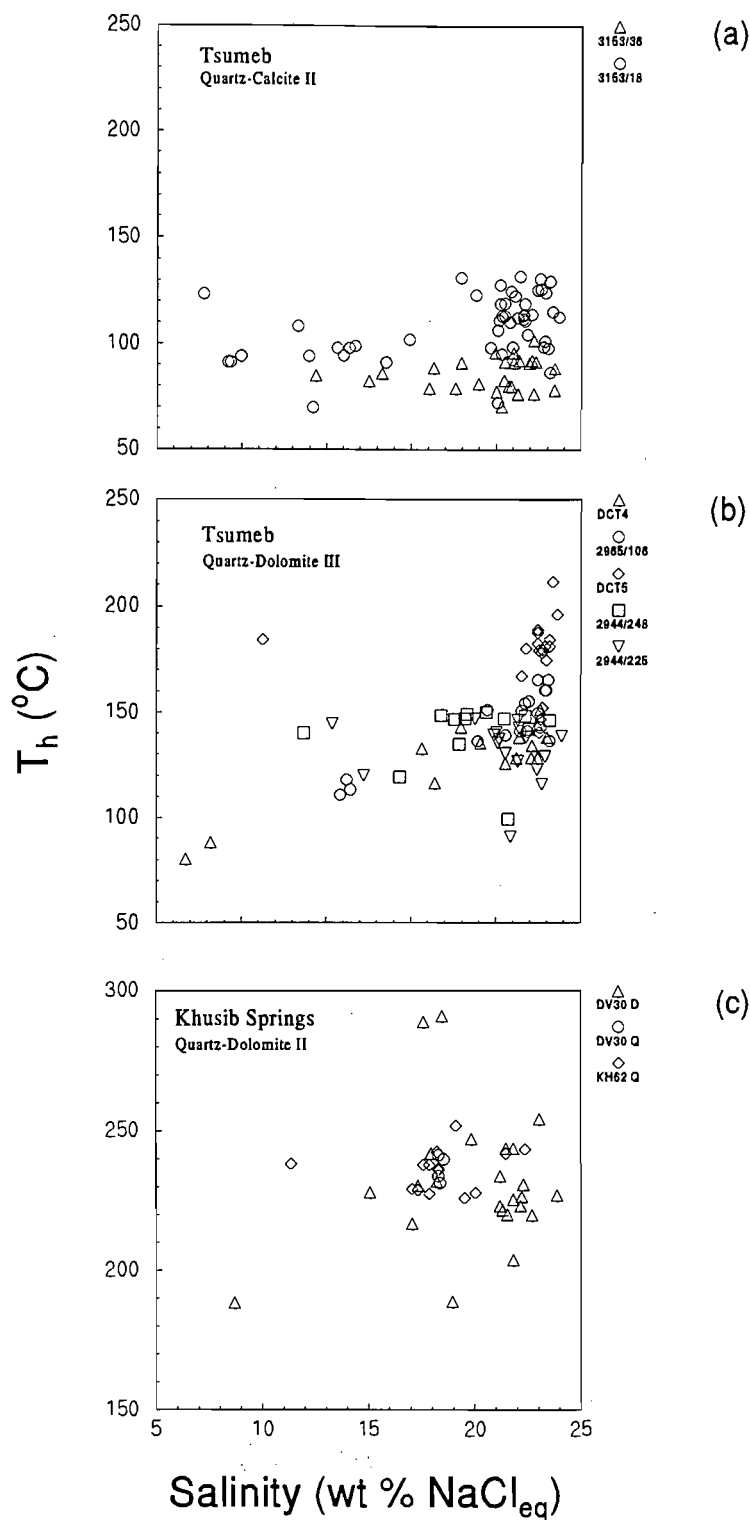 (a)
Tsumeb
Quartz-Calcite II
3163/36
3163/18
250
200
150
100
50
(b)
Tsumeb
Quartz-Dolomite III
DCT4
2965/106
DCT5
2944/248
2944/225
250
200
150
100
50
Th (°C)
(c)
Khusib Springs
Quartz-Dolomite II
DV30 D
DV30 Q
KH62 Q
300
250
200
150
5 10 15 20 25
Salinity (wt % NaCleq)